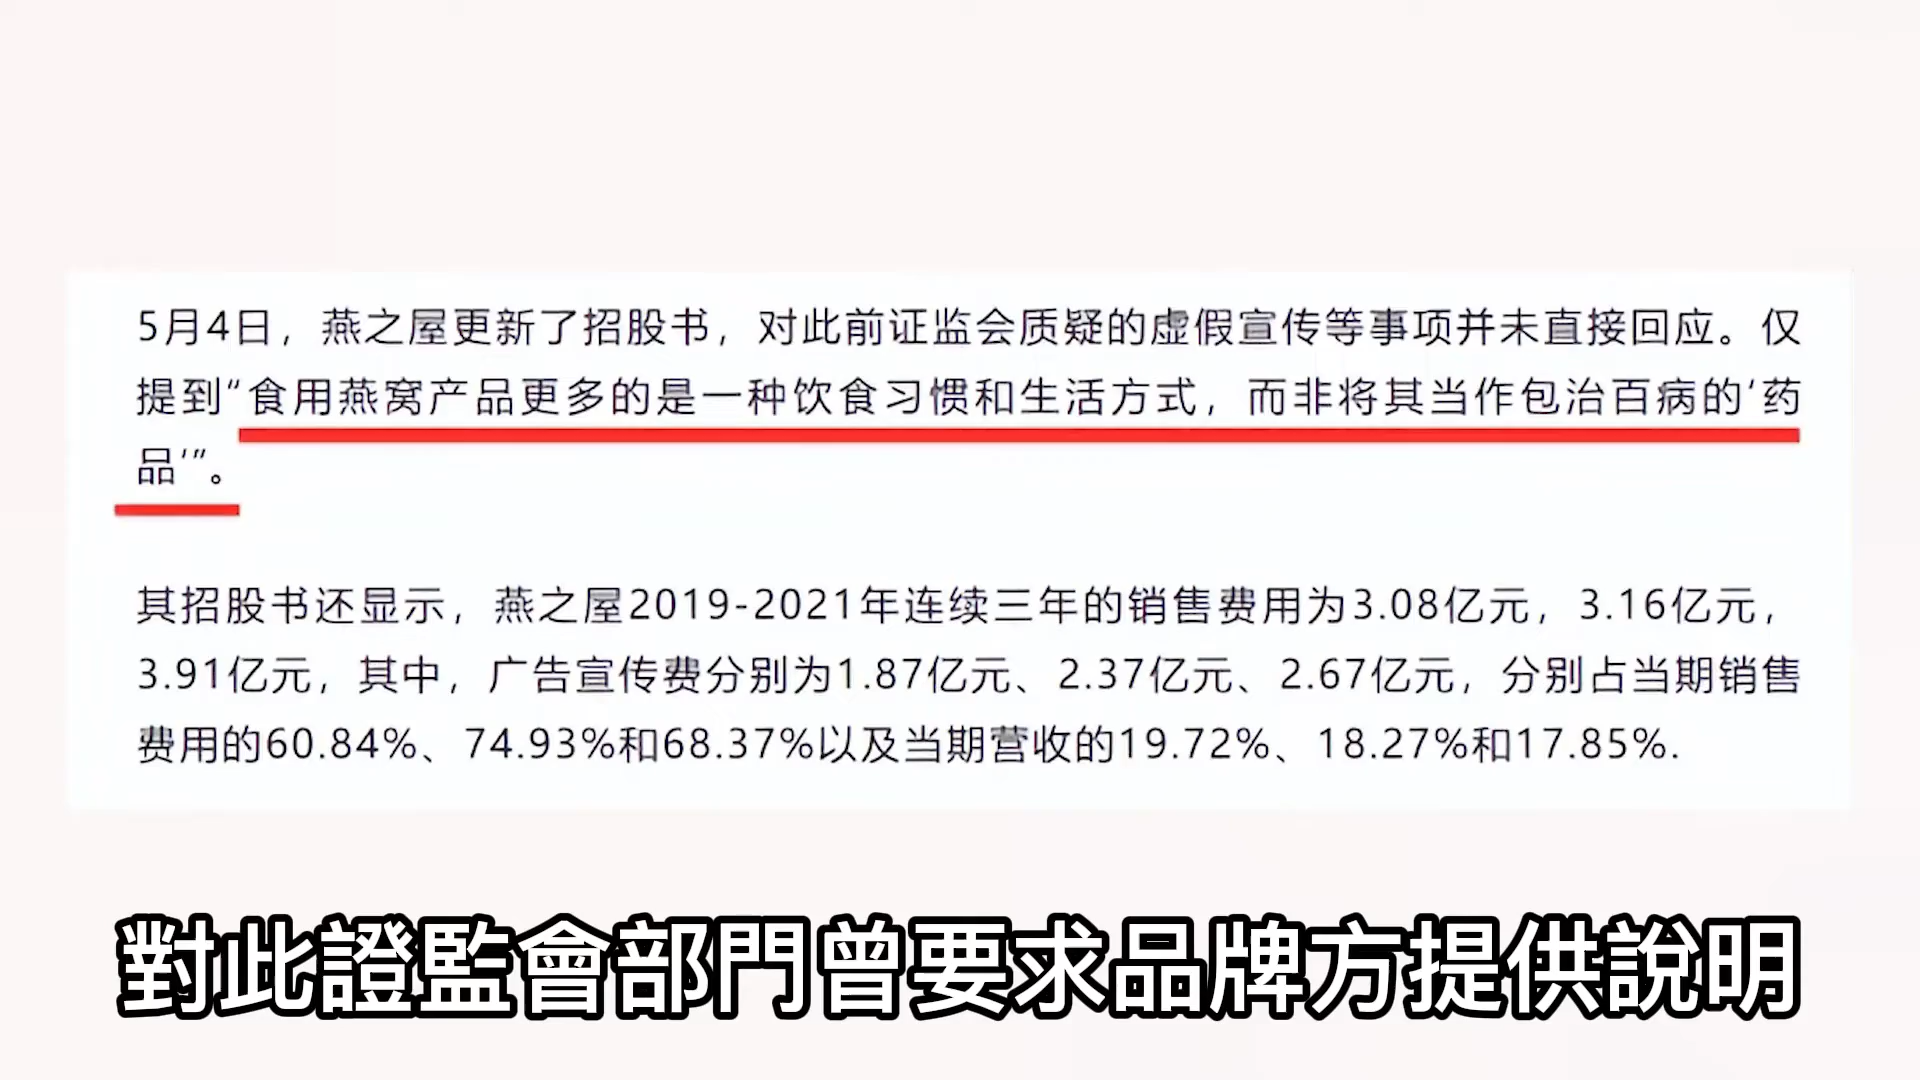 5月4日，燕之屋更新了招股书，对此前证监会质疑的虚假宣传等事项并未直接回应。仅
提到“食用燕窝产品更多的是一种饮食习惯和生活方式，而非将其当作包治百病的‘药
品’”。
其招股书还显示，燕之屋2019-2021年连续三年的销售费用为3.08亿元，3.16亿元，
3.91亿元，其中，广告宣传费分别为1.87亿元、2.37亿元、2.67亿元，分别占当期销售
费用的60.84%、74.93%和68.37%以及当期营收的19.72%、18.27%和17.85%.
對此證監會部門曾要求品牌方提供說明